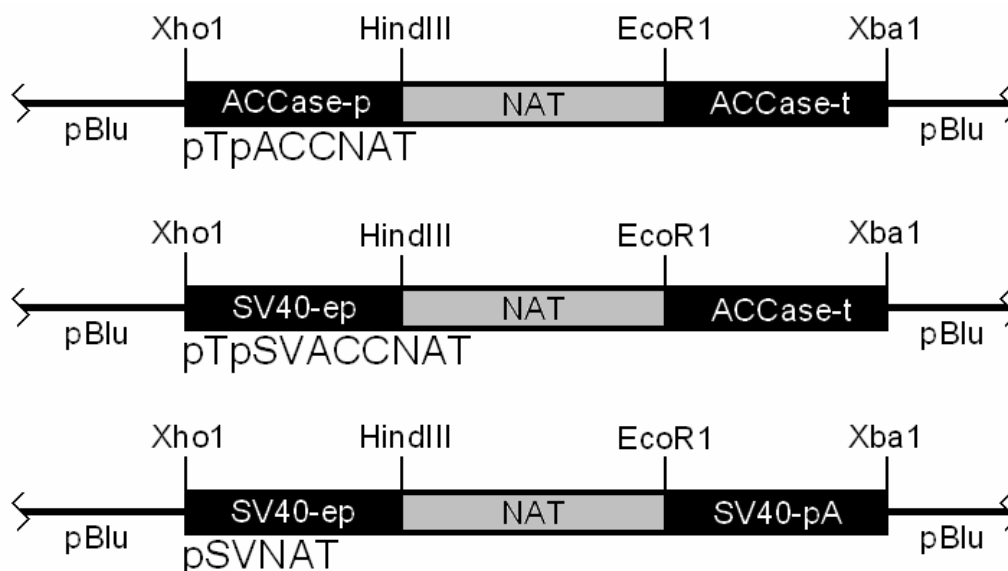 Xho1 HindIII EcoR1 Xba1
ACCase-p NAT ACCase-t
pBlu pBlu
pTpACCNAT
Xho1 HindIII EcoR1 Xba1
SV40-ep NAT ACCase-t
pBlu pBlu
pTpSVACCNAT
Xho1 HindIII EcoR1 Xba1
SV40-ep NAT SV40-pA
pBlu pBlu
pSVNAT